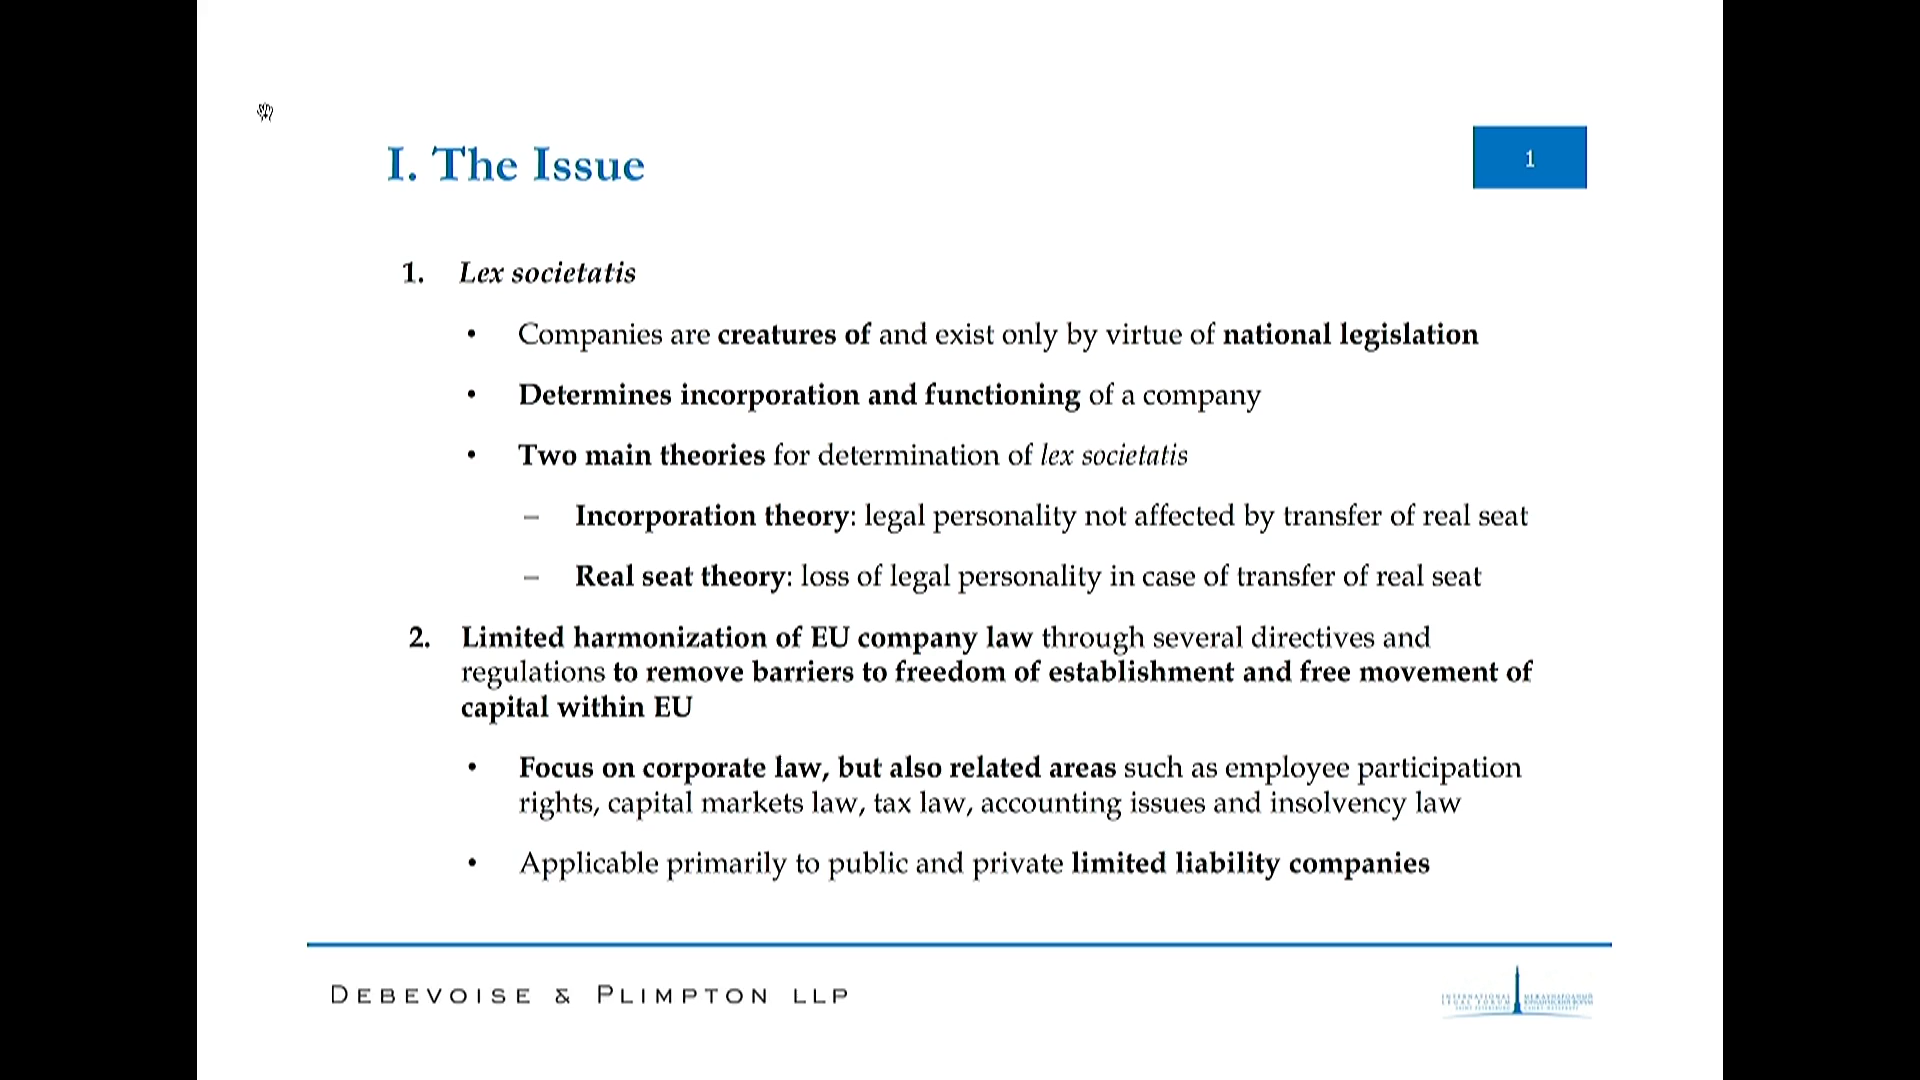 I. The Issue
1
1. Lex societatis
• Companies are creatures of and exist only by virtue of national legislation
• Determines incorporation and functioning of a company
• Two main theories for determination of lex societatis
– Incorporation theory: legal personality not affected by transfer of real seat
– Real seat theory: loss of legal personality in case of transfer of real seat
2. Limited harmonization of EU company law through several directives and
regulations to remove barriers to freedom of establishment and free movement of
capital within EU
• Focus on corporate law, but also related areas such as employee participation
rights, capital markets law, tax law, accounting issues and insolvency law
• Applicable primarily to public and private limited liability companies
DEBEVOISE & PLIMPTON LLP
INTERNATIONAL
LEGAL FORUM